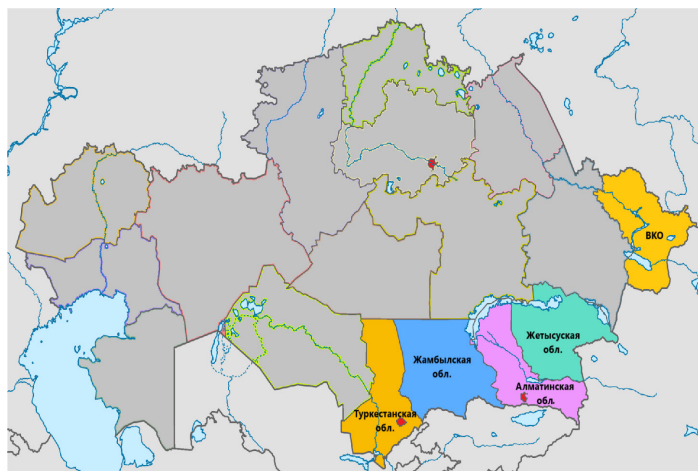 ВКО
Жетысуская
обл.
Жамбылская
обл.
Алматинская
обл.
Туркестанская
обл.